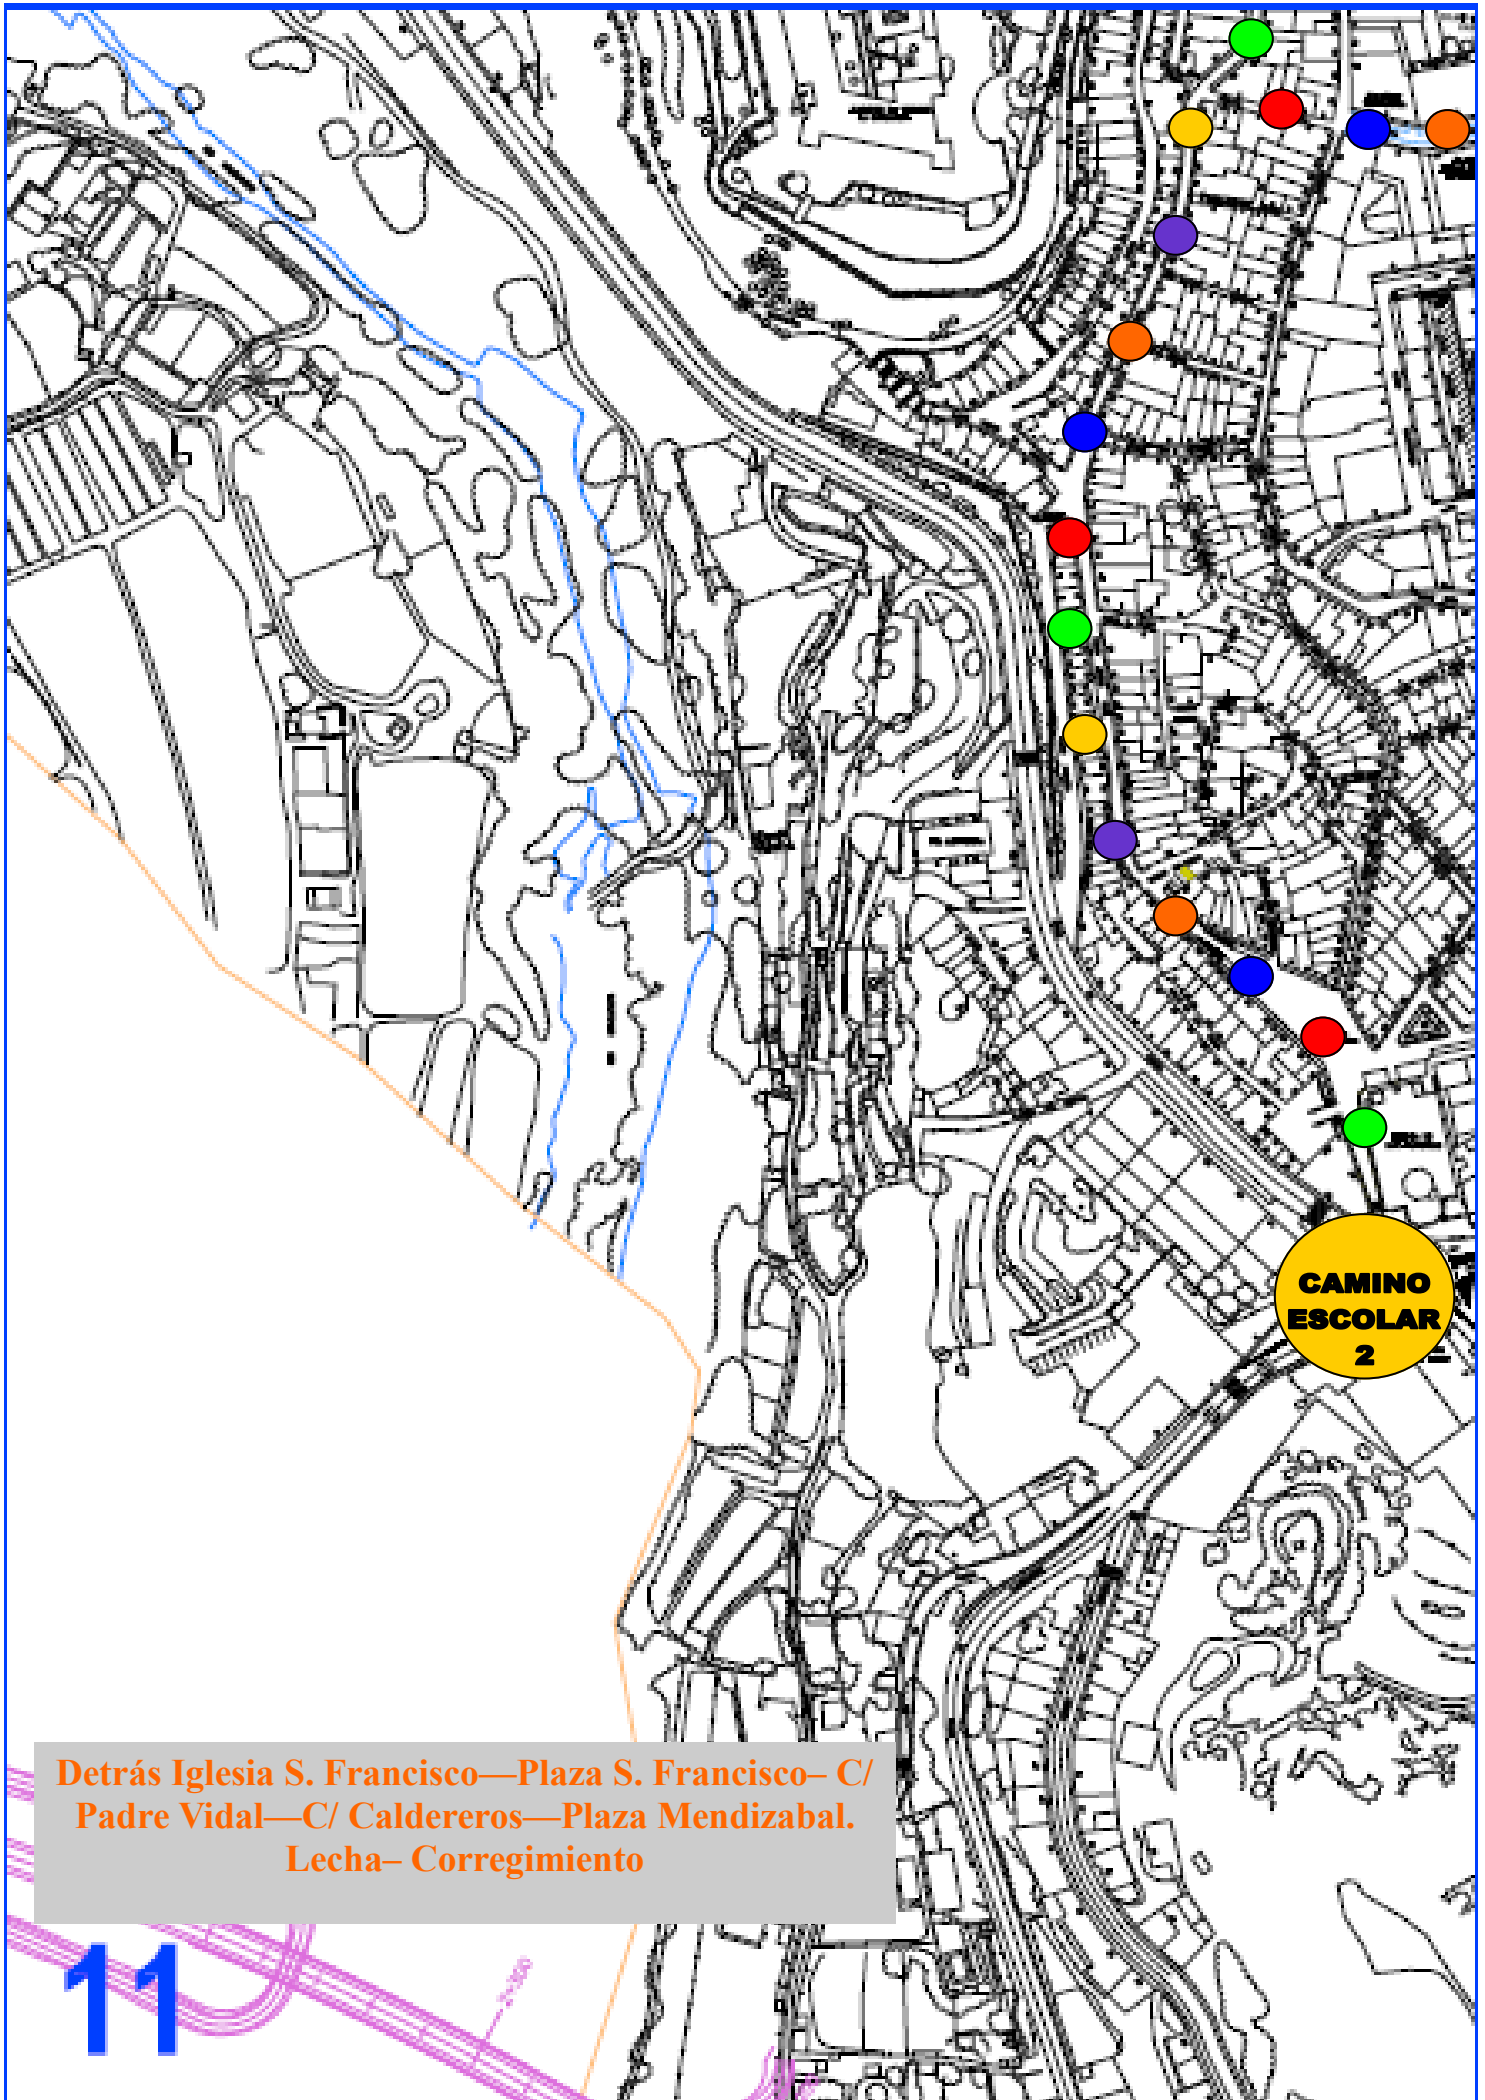 CAMINO
ESCOLAR
2
Detrás Iglesia S. Francisco—Plaza S. Francisco– C/
Padre Vidal—C/ Caldereros—Plaza Mendizabal.
Lecha– Corregimiento
11